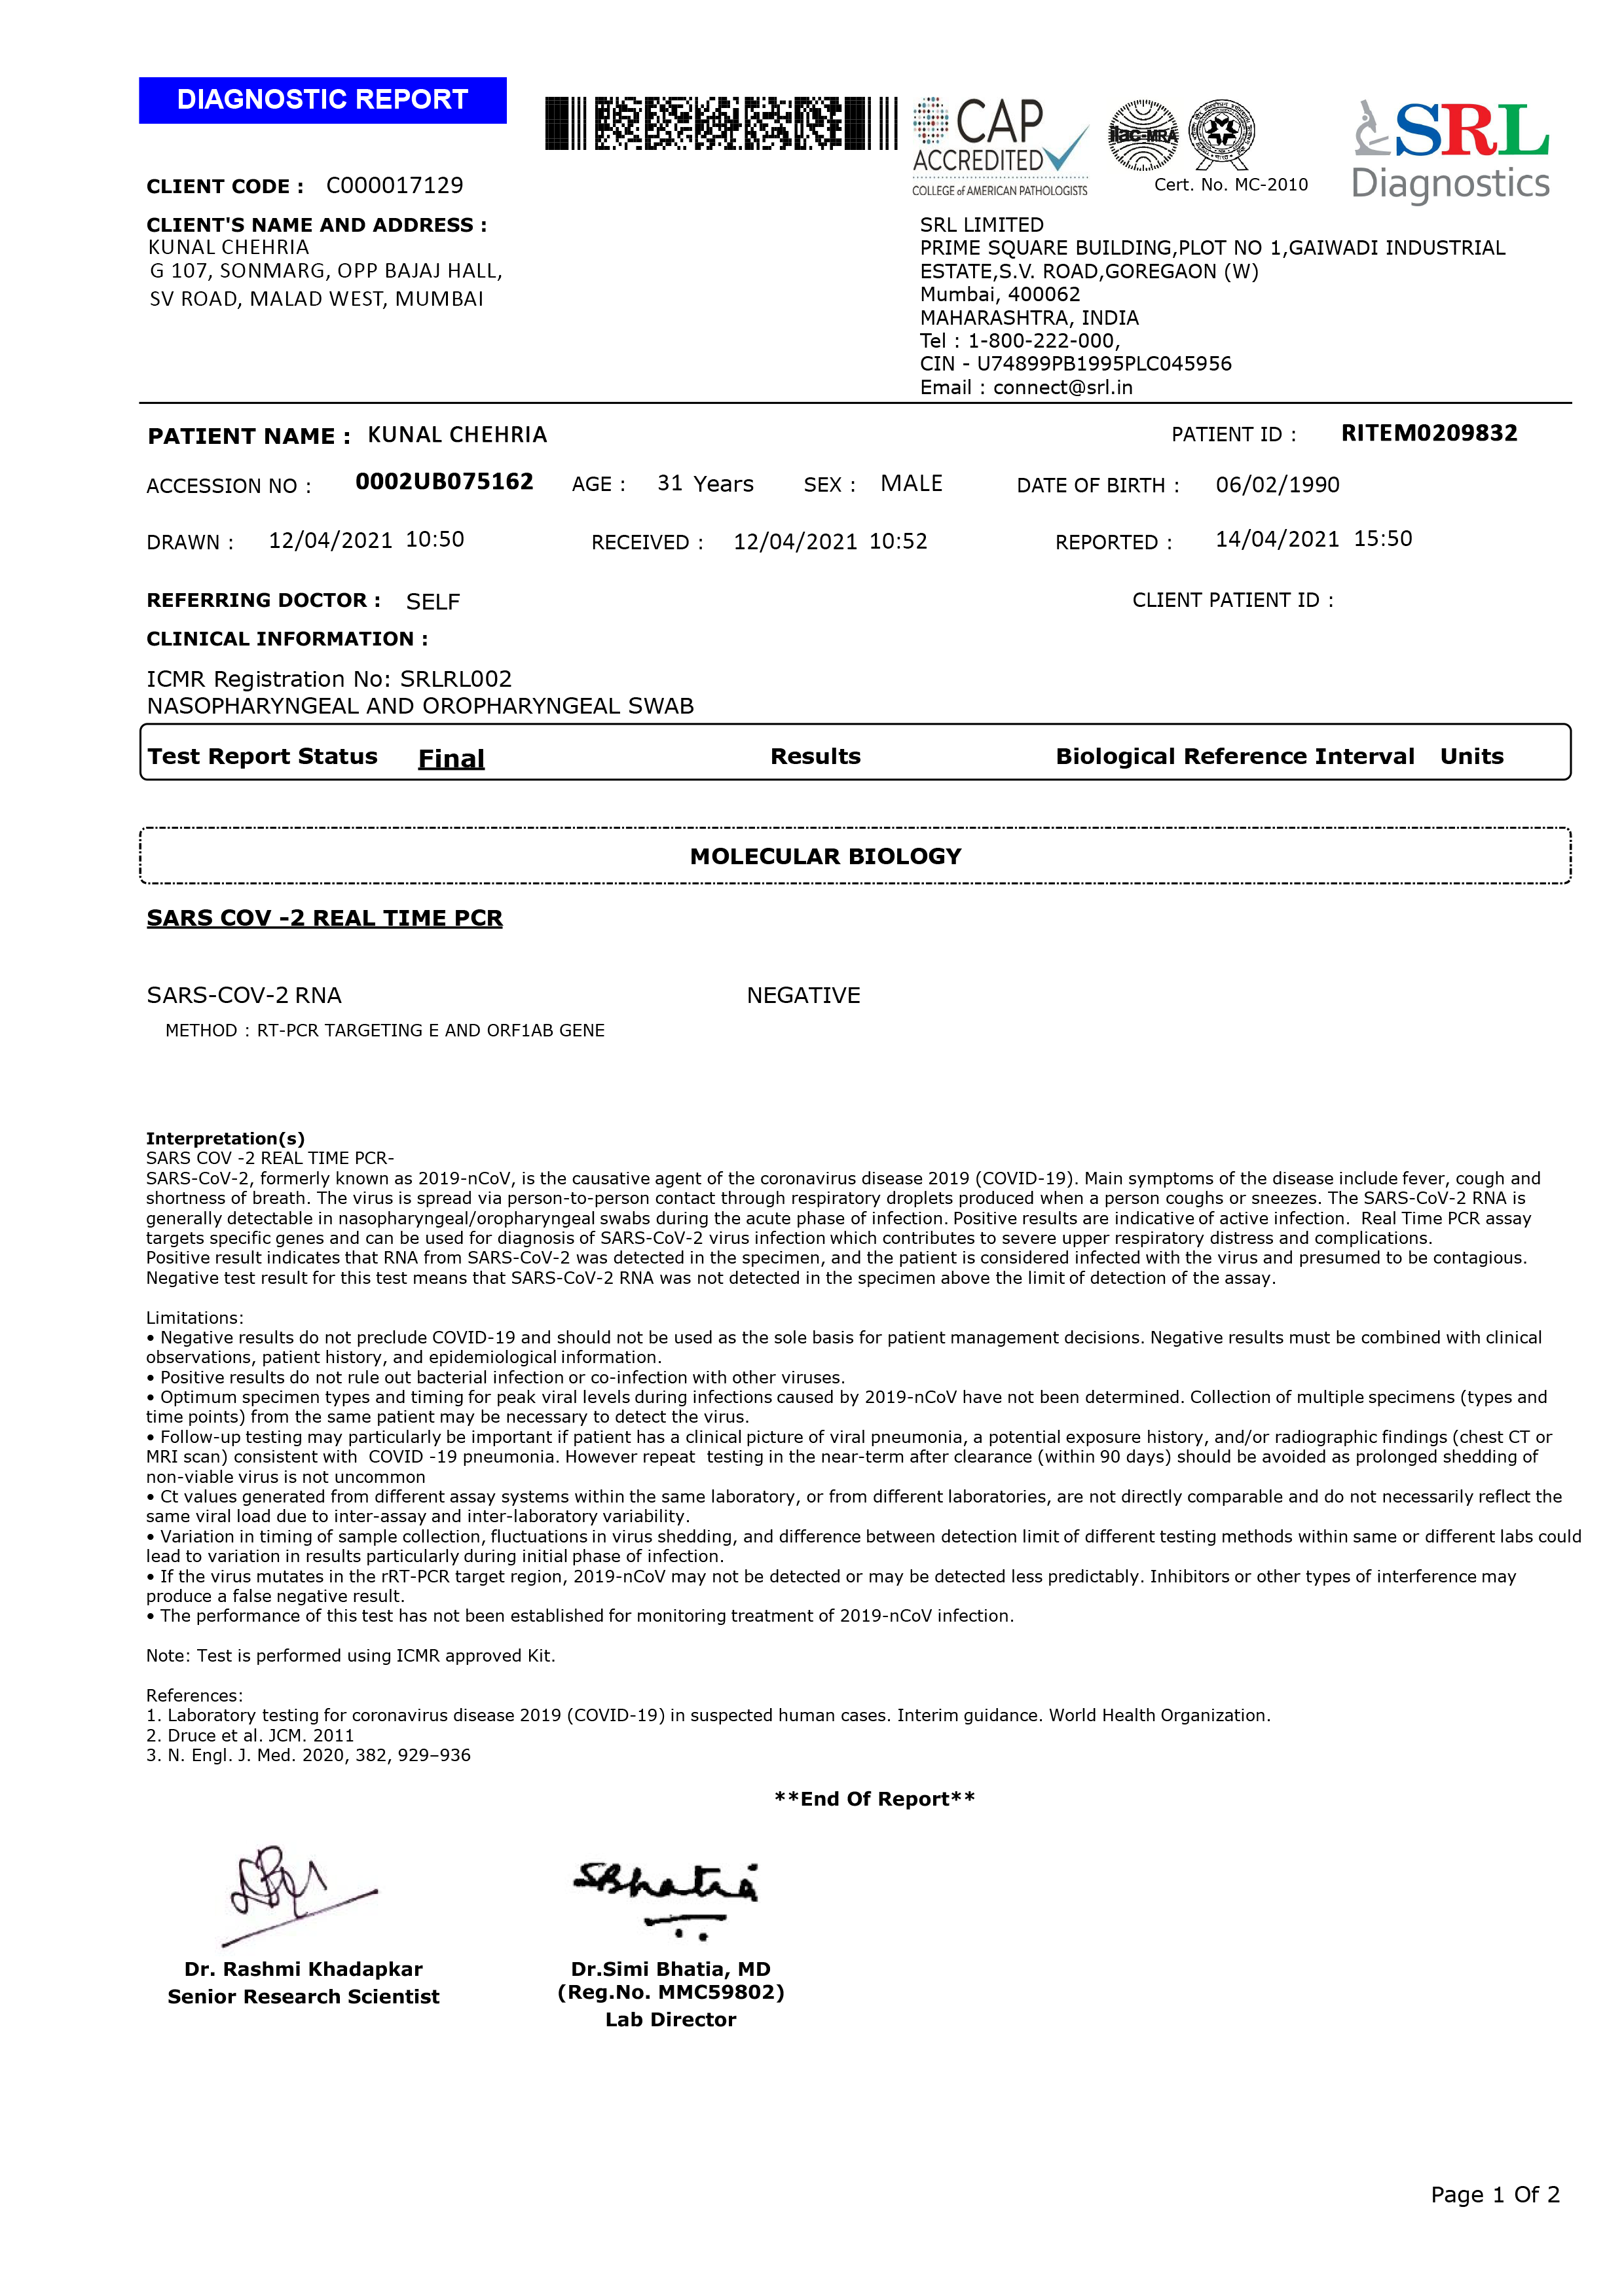 DIAGNOSTIC REPORT
CAP
ACCREDITED
COLLEGE of AMERICAN PATHOLOGISTS
ilac-MRA
Cert. No. MC-2010
SRL
Diagnostics
CLIENT CODE : C000017129
CLIENT'S NAME AND ADDRESS :
KUNAL CHEHRIA
G 107, SONMARG, OPP BAJAJ HALL,
SV ROAD, MALAD WEST, MUMBAI
SRL LIMITED
PRIME SQUARE BUILDING,PLOT NO 1,GAIWADI INDUSTRIAL
ESTATE,S.V. ROAD,GOREGAON (W)
Mumbai, 400062
MAHARASHTRA, INDIA
Tel : 1-800-222-000,
CIN - U74899PB1995PLC045956
Email : connect@srl.in
PATIENT NAME : KUNAL CHEHRIA PATIENT ID : RITEM0209832
ACCESSION NO : 0002UB075162 AGE : 31 Years SEX : MALE DATE OF BIRTH : 06/02/1990
DRAWN : 12/04/2021 10:50 RECEIVED : 12/04/2021 10:52 REPORTED : 14/04/2021 15:50
REFERRING DOCTOR : SELF CLIENT PATIENT ID :
CLINICAL INFORMATION :
ICMR Registration No: SRLRL002
NASOPHARYNGEAL AND OROPHARYNGEAL SWAB
Test Report Status Final Results Biological Reference Interval Units
MOLECULAR BIOLOGY
SARS COV -2 REAL TIME PCR
SARS-COV-2 RNA NEGATIVE
METHOD : RT-PCR TARGETING E AND ORF1AB GENE
Interpretation(s)
SARS COV -2 REAL TIME PCR-
SARS-CoV-2, formerly known as 2019-nCoV, is the causative agent of the coronavirus disease 2019 (COVID-19). Main symptoms of the disease include fever, cough and
shortness of breath. The virus is spread via person-to-person contact through respiratory droplets produced when a person coughs or sneezes. The SARS-CoV-2 RNA is
generally detectable in nasopharyngeal/oropharyngeal swabs during the acute phase of infection. Positive results are indicative of active infection. Real Time PCR assay
targets specific genes and can be used for diagnosis of SARS-CoV-2 virus infection which contributes to severe upper respiratory distress and complications.
Positive result indicates that RNA from SARS-CoV-2 was detected in the specimen, and the patient is considered infected with the virus and presumed to be contagious.
Negative test result for this test means that SARS-CoV-2 RNA was not detected in the specimen above the limit of detection of the assay.
Limitations:
• Negative results do not preclude COVID-19 and should not be used as the sole basis for patient management decisions. Negative results must be combined with clinical
observations, patient history, and epidemiological information.
• Positive results do not rule out bacterial infection or co-infection with other viruses.
• Optimum specimen types and timing for peak viral levels during infections caused by 2019-nCoV have not been determined. Collection of multiple specimens (types and
time points) from the same patient may be necessary to detect the virus.
• Follow-up testing may particularly be important if patient has a clinical picture of viral pneumonia, a potential exposure history, and/or radiographic findings (chest CT or
MRI scan) consistent with COVID -19 pneumonia. However repeat testing in the near-term after clearance (within 90 days) should be avoided as prolonged shedding of
non-viable virus is not uncommon
• Ct values generated from different assay systems within the same laboratory, or from different laboratories, are not directly comparable and do not necessarily reflect the
same viral load due to inter-assay and inter-laboratory variability.
• Variation in timing of sample collection, fluctuations in virus shedding, and difference between detection limit of different testing methods within same or different labs could
lead to variation in results particularly during initial phase of infection.
• If the virus mutates in the rRT-PCR target region, 2019-nCoV may not be detected or may be detected less predictably. Inhibitors or other types of interference may
produce a false negative result.
• The performance of this test has not been established for monitoring treatment of 2019-nCoV infection.
Note: Test is performed using ICMR approved Kit.
References:
1. Laboratory testing for coronavirus disease 2019 (COVID-19) in suspected human cases. Interim guidance. World Health Organization.
2. Druce et al. JCM. 2011
3. N. Engl. J. Med. 2020, 382, 929–936
**End Of Report**
SBhatia
Dr. Rashmi Khadapkar
Senior Research Scientist
Dr.Simi Bhatia, MD
(Reg.No. MMC59802)
Lab Director
Page 1 Of 2